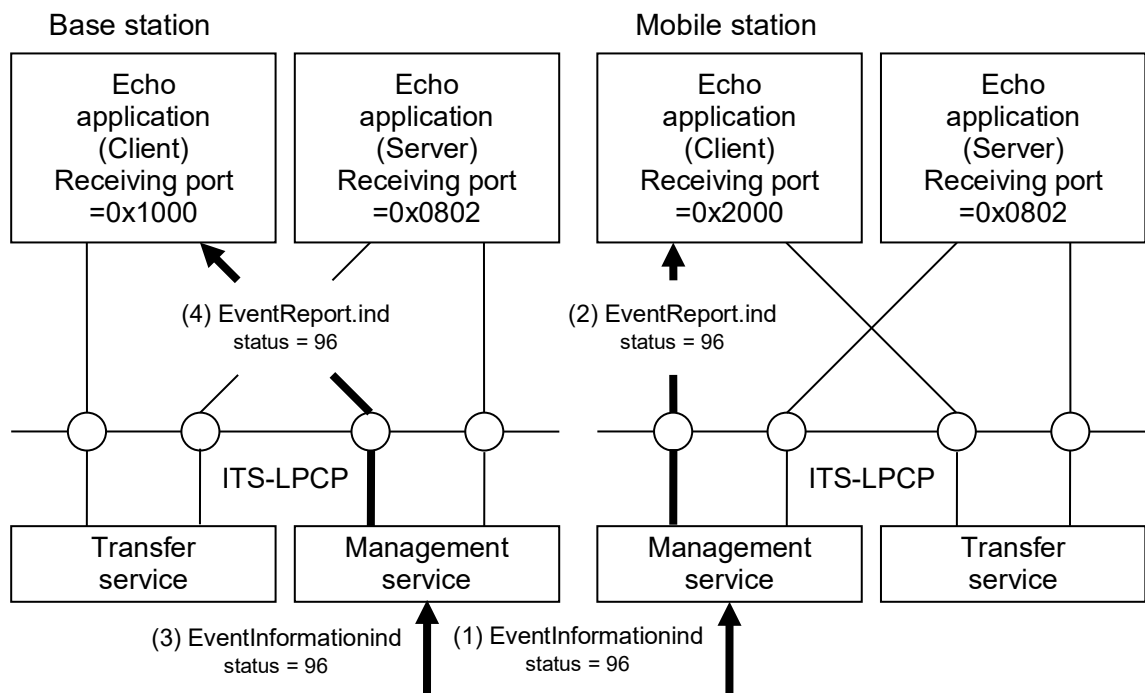 Base station
Mobile station
Echo
application
(Client)
Receiving port
=0x1000
Echo
application
(Server)
Receiving port
=0x0802
Echo
application
(Client)
Receiving port
=0x2000
Echo
application
(Server)
Receiving port
=0x0802
(4) EventReport.ind
status = 96
(2) EventReport.ind
status = 96
ITS-LPCP
ITS-LPCP
Transfer
service
Management
service
Management
service
Transfer
service
(3) EventInformationind
status = 96
(1) EventInformationind
status = 96